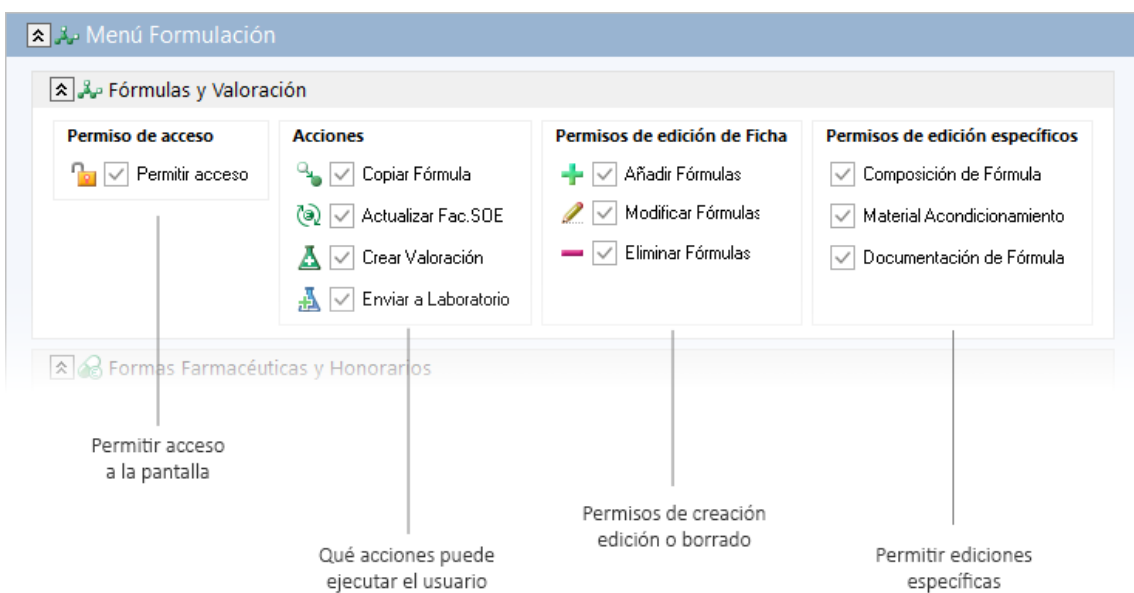 Menú Formulación
Fórmulas y Valoración
Permiso de acceso
Permitir acceso
Acciones
Copiar Fórmula
Actualizar Fac.SOE
Crear Valoración
Enviar a Laboratorio
Permisos de edición de Ficha
Añadir Fórmulas
Modificar Fórmulas
Eliminar Fórmulas
Permisos de edición específicos
Composición de Fórmula
Material Acondicionamiento
Documentación de Fórmula
Formas Farmacéuticas y Honorarios
Permitir acceso
a la pantalla
Qué acciones puede
ejecutar el usuario
Permisos de creación
edición o borrado
Permitir ediciones
específicas